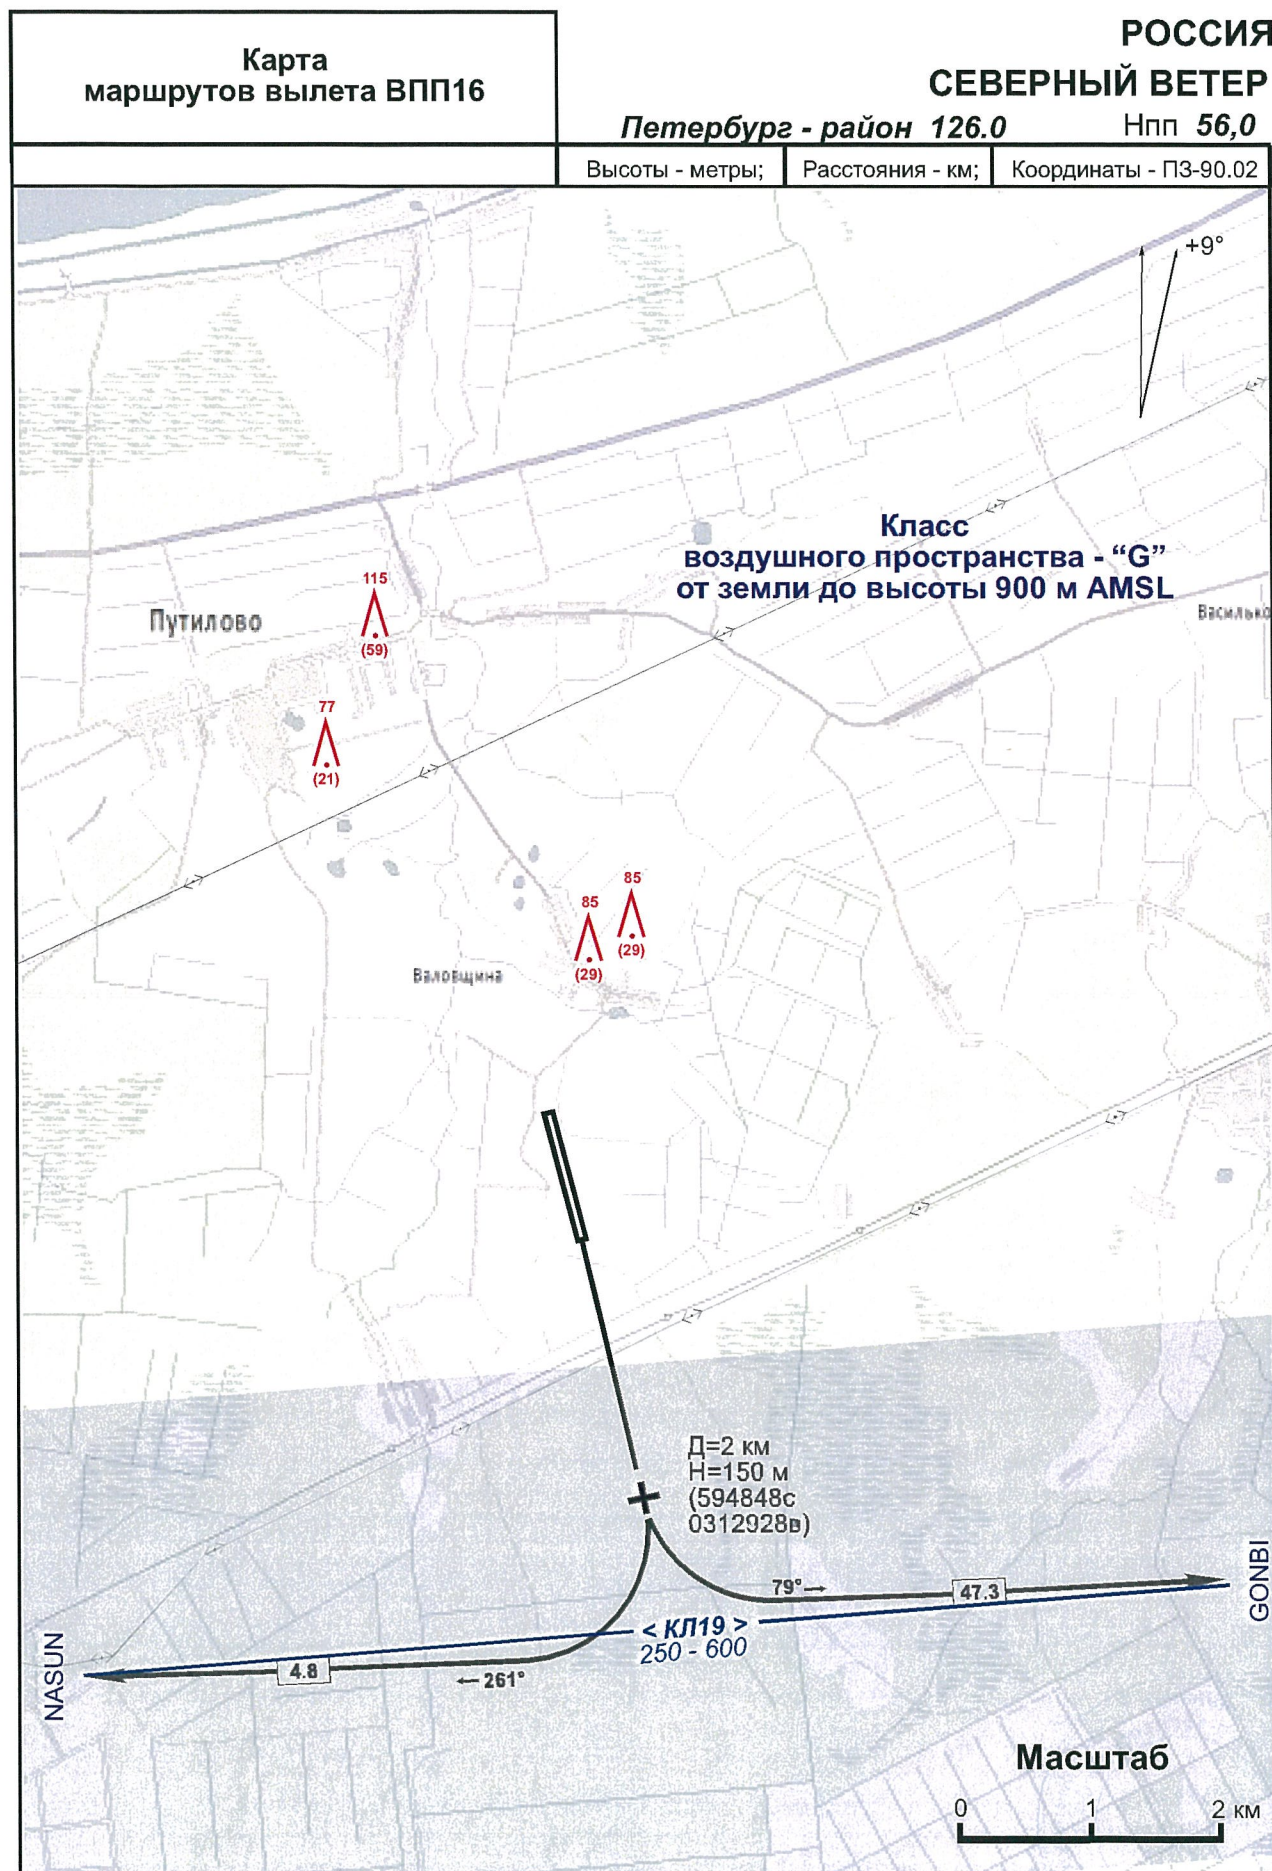 Карта
маршрутов вылета ВПП16
РОССИЯ
СЕВЕРНЫЙ ВЕТЕР
Петербург - район 126.0
Нпп 56,0
Высоты - метры;
Расстояния - км;
Координаты - ПЗ-90.02
+9°
Класс
воздушного пространства - “G”
от земли до высоты 900 м AMSL
115
(59)
Путилово
Василько
77
(21)
85
(29)
85
(29)
Валовщина
Д=2 км
Н=150 м
(594848с
0312928в)
GONBI
79°
47.3
< КЛ19 >
250 - 600
NASUN
4.8
261°
Масштаб
0 1 2 км